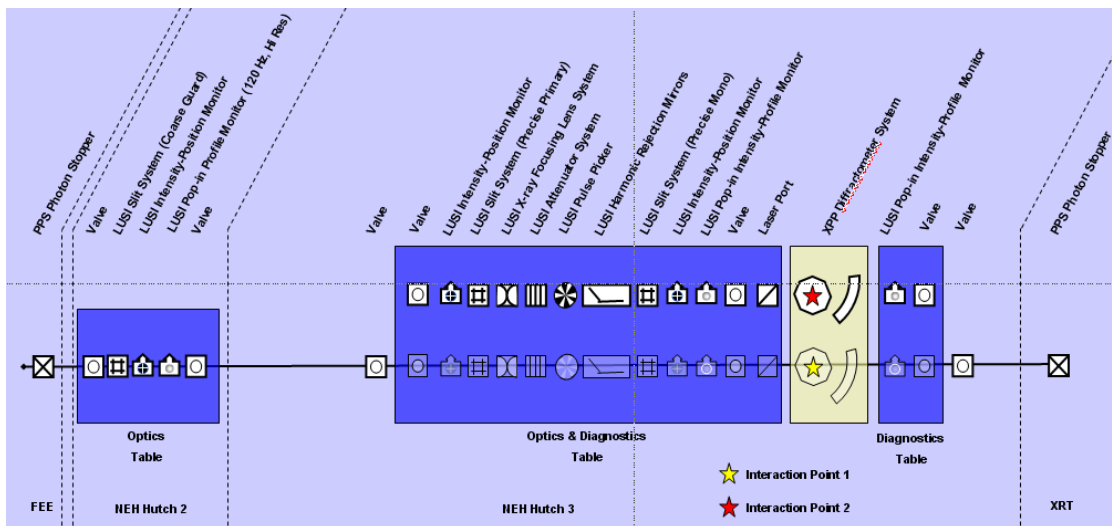 PPS Photon Stopper
Valve
LUSI Slit System (Coarse Guard)
LUSI Intensity-Position Monitor
LUSI Pop-in Profile Monitor (120 Hz, Hi Res)
Valve
Valve
Valve
LUSI Intensity-Position Monitor
LUSI Slit System (Precise Primary)
LUSI X-ray Focusing Lens System
LUSI Attenuator System
LUSI Pulse Picker
LUSI Harmonic Rejection Mirrors
LUSI Slit System (Precise Mono)
LUSI Intensity-Position Monitor
LUSI Pop-in Intensity-Profile Monitor
Valve
Laser Port
XPP Diffractometer System
LUSI Pop-in Intensity-Profile Monitor
Valve
Valve
PPS Photon Stopper
Optics
Table
Optics & Diagnostics
Table
Diagnostics
Table
Interaction Point 1
Interaction Point 2
FEE
NEH Hutch 2
NEH Hutch 3
XRT